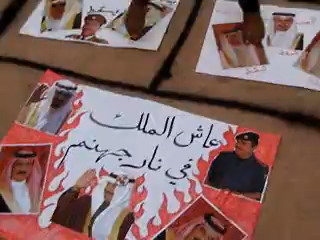 عاش الملك
في نار جهنم